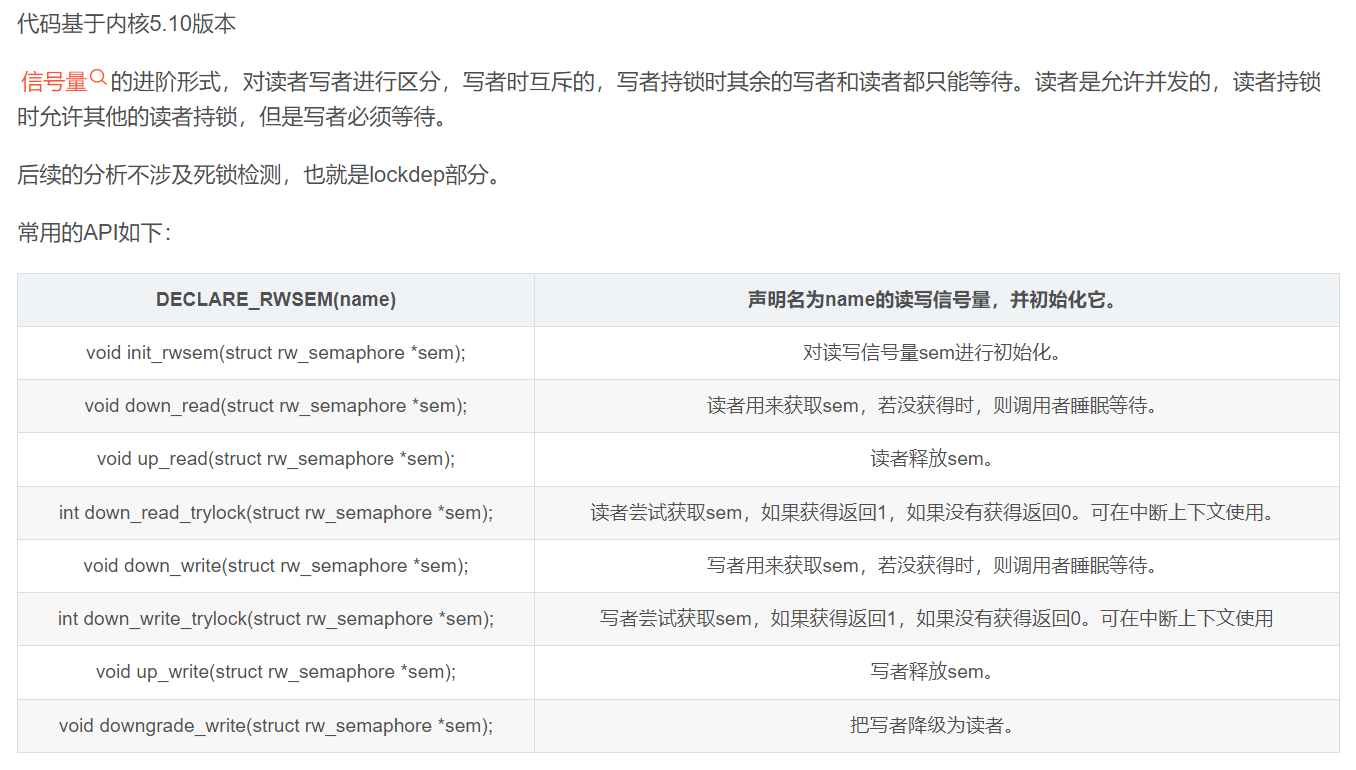 代码基于内核5.10版本
信号量的进阶形式，对读者写者进行区分，写者时互斥的，写者持锁时其余的写者和读者都只能等待。读者是允许并发的，读者持锁
时允许其他的读者持锁，但是写者必须等待。
后续的分析不涉及死锁检测，也就是lockdep部分。
常用的API如下：
DECLARE_RWSEM(name) 声明名为name的读写信号量，并初始化它。
void init_rwsem(struct rw_semaphore *sem); 对读写信号量sem进行初始化。
void down_read(struct rw_semaphore *sem); 读者用来获取sem，若没获得时，则调用者睡眠等待。
void up_read(struct rw_semaphore *sem); 读者释放sem。
int down_read_trylock(struct rw_semaphore *sem); 读者尝试获取sem，如果获得返回1，如果没有获得返回0。可在中断上下文使用。
void down_write(struct rw_semaphore *sem); 写者用来获取sem，若没获得时，则调用者睡眠等待。
int down_write_trylock(struct rw_semaphore *sem); 写者尝试获取sem，如果获得返回1，如果没有获得返回0。可在中断上下文使用
void up_write(struct rw_semaphore *sem); 写者释放sem。
void downgrade_write(struct rw_semaphore *sem); 把写者降级为读者。